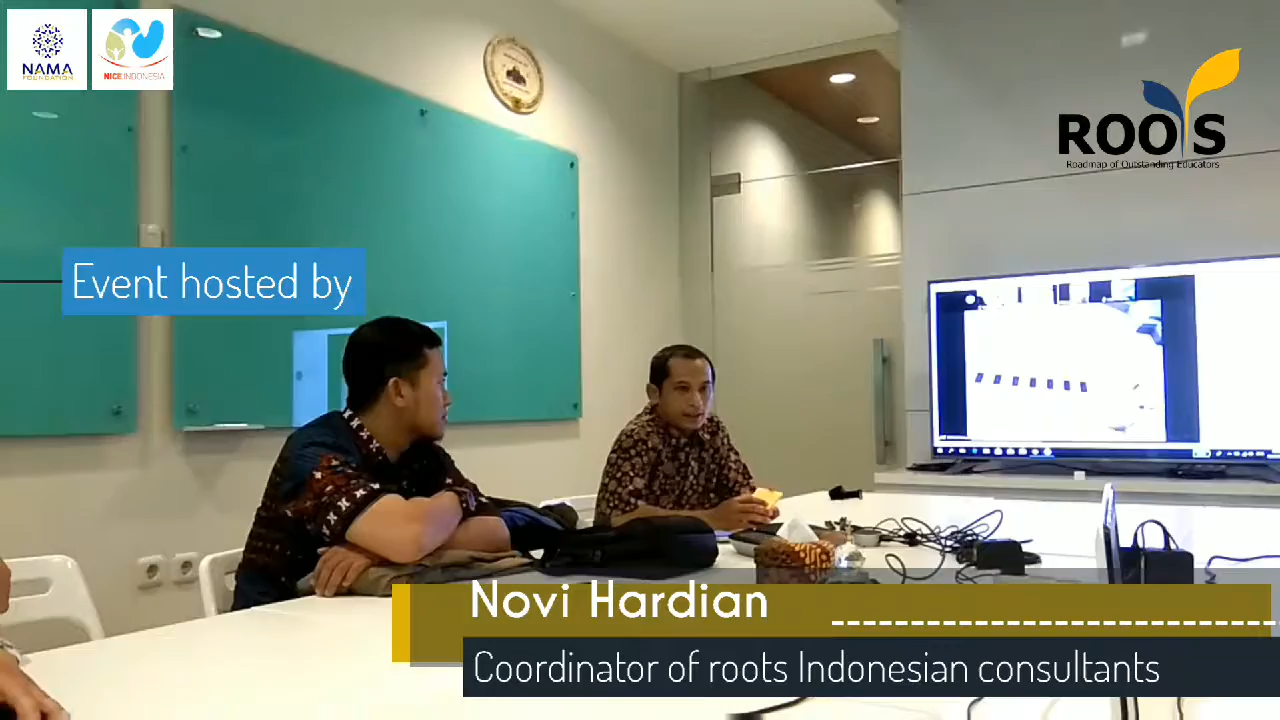 NAMA
FOUNDATION
NICE INDONESIA
ROOTS
Roadmap of Outstanding Educators
Event hosted by
Novi Hardian
Coordinator of roots Indonesian consultants